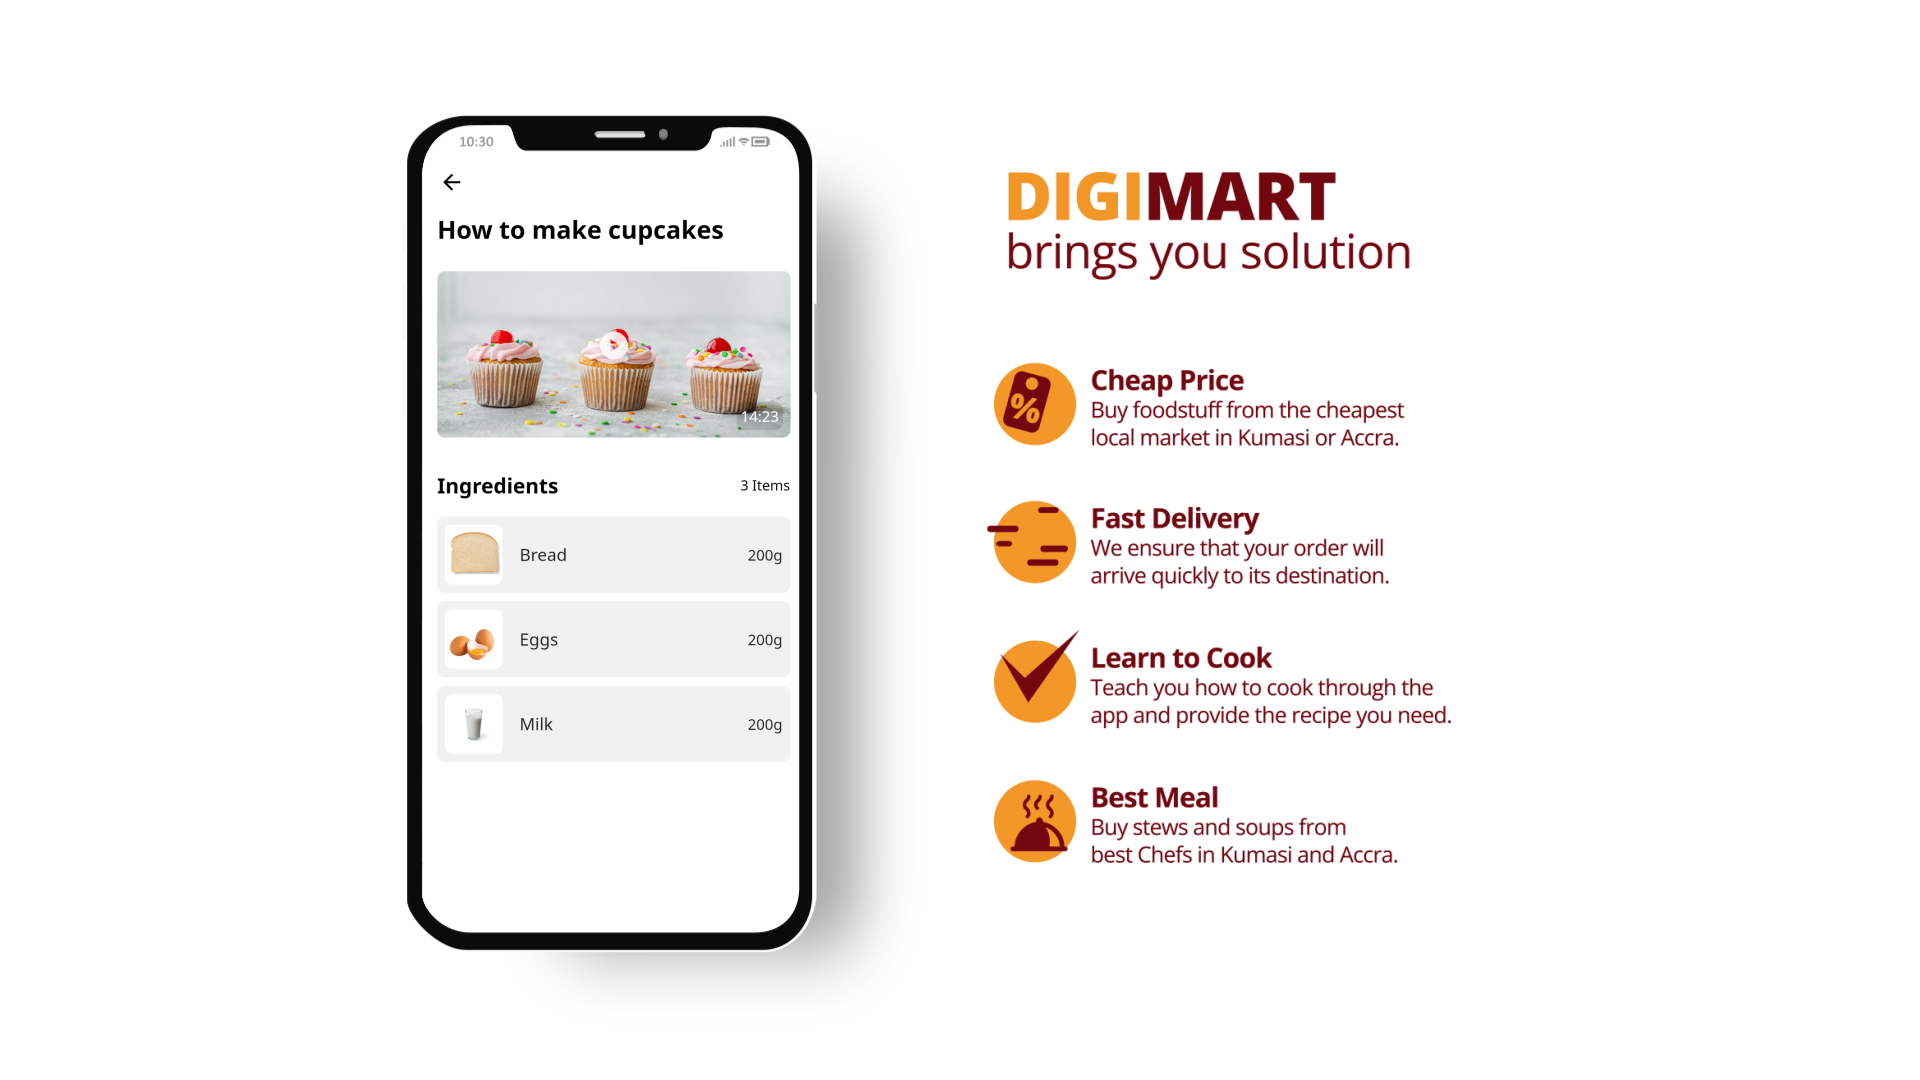 10:30
How to make cupcakes
14:23
Ingredients 3 Items
Bread 200g
Eggs 200g
Milk 200g
DIGIMART
brings you solution
Cheap Price
Buy foodstuff from the cheapest
local market in Kumasi or Accra.
Fast Delivery
We ensure that your order will
arrive quickly to its destination.
Learn to Cook
Teach you how to cook through the
app and provide the recipe you need.
Best Meal
Buy stews and soups from
best Chefs in Kumasi and Accra.